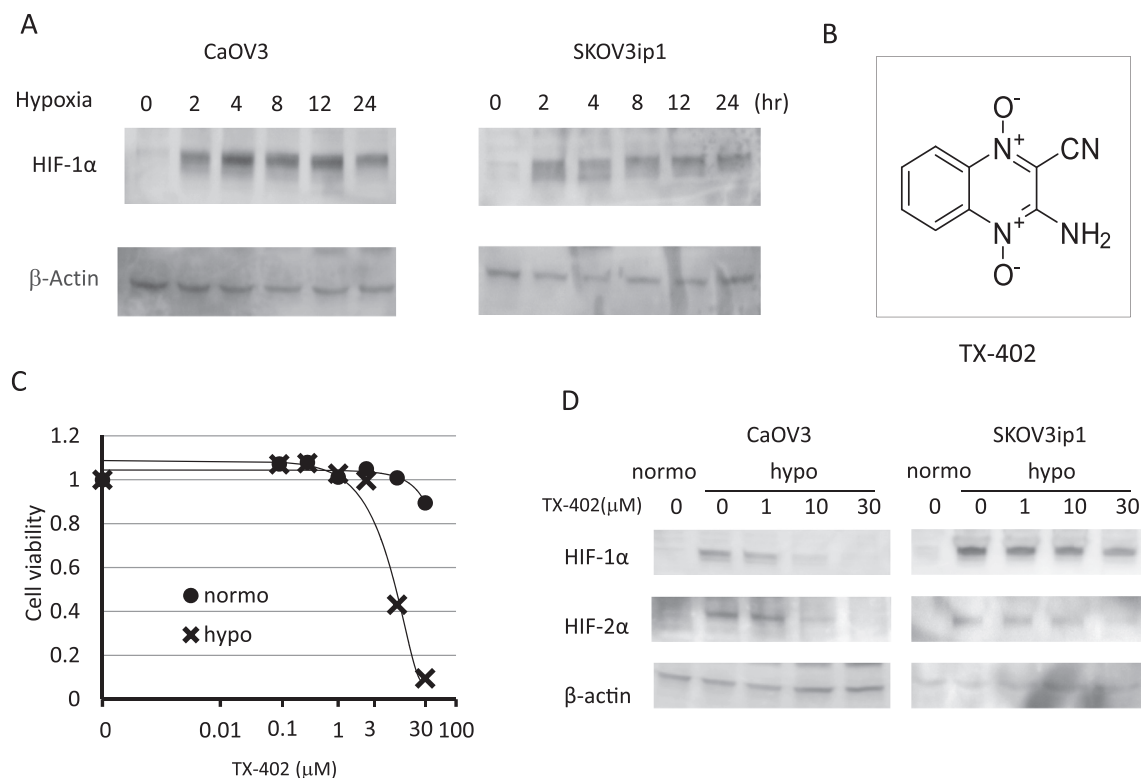 A
CaOV3 SKOV3ip1
Hypoxia 0 2 4 8 12 24 0 2 4 8 12 24 (hr)
HIF-1α
β-Actin
B
O-
N+ CN
N+ NH2
O-
TX-402
C
1.2
1
0.8
0.6
0.4
0.2
0
Cell viability
normo
hypo
0 0.01 0.1 1 3 30 100
TX-402 (μM)
D
CaOV3 SKOV3ip1
normo hypo normo hypo
TX-402(μM) 0 0 1 10 30 0 0 1 10 30
HIF-1α
HIF-2α
β-actin